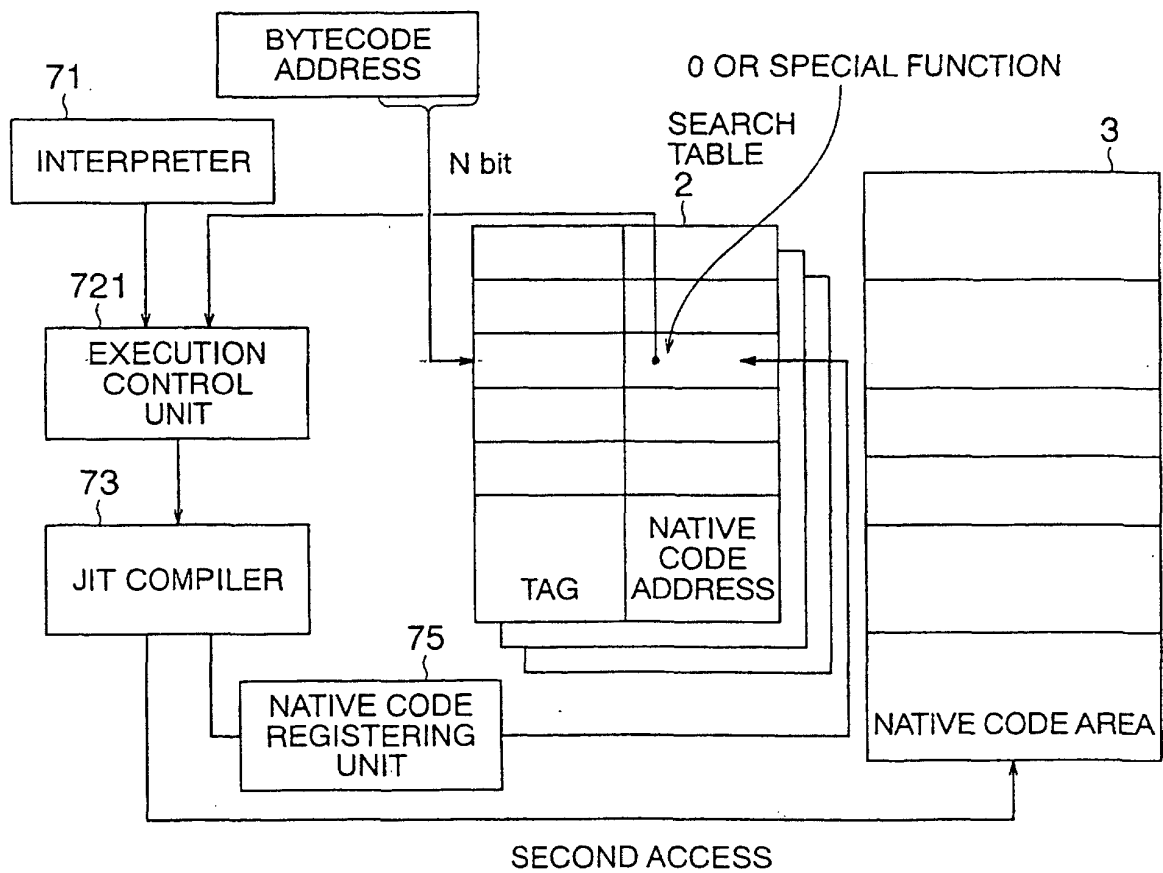 BYTECODE
ADDRESS
71
INTERPRETER
N bit
0 OR SPECIAL FUNCTION
SEARCH
TABLE
2
3
721
EXECUTION
CONTROL
UNIT
73
JIT COMPILER
TAG
NATIVE
CODE
ADDRESS
75
NATIVE CODE
REGISTERING
UNIT
NATIVE CODE AREA
SECOND ACCESS